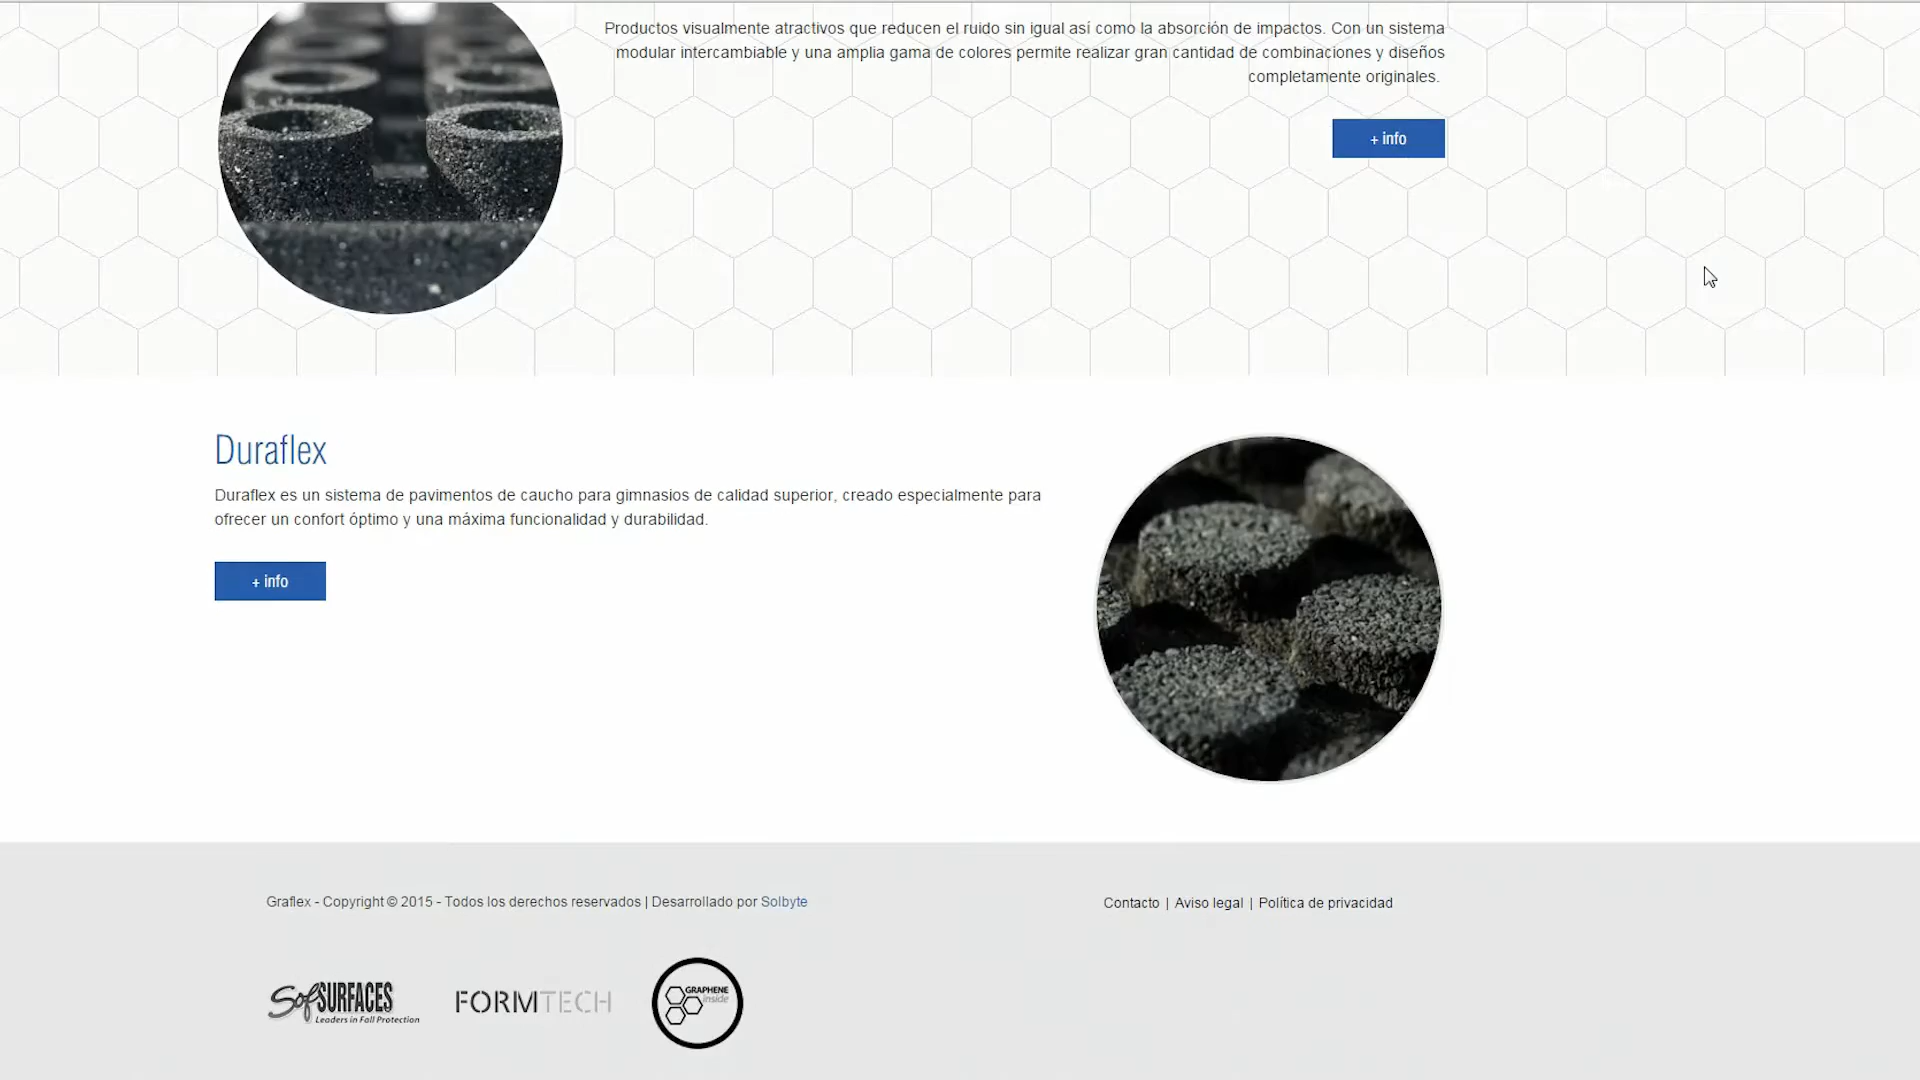 Productos visualmente atractivos que reducen el ruido sin igual así como la absorción de impactos. Con un sistema
modular intercambiable y una amplia gama de colores permite realizar gran cantidad de combinaciones y diseños
completamente originales.
+ info
Duraflex
Duraflex es un sistema de pavimentos de caucho para gimnasios de calidad superior, creado especialmente para
ofrecer un confort óptimo y una máxima funcionalidad y durabilidad.
+ info
Graflex - Copyright © 2015 - Todos los derechos reservados | Desarrollado por Solbyte
Contacto | Aviso legal | Política de privacidad
SofSURFACES
Leaders in Fall Protection
FORMTECH
GRAPHENE
inside